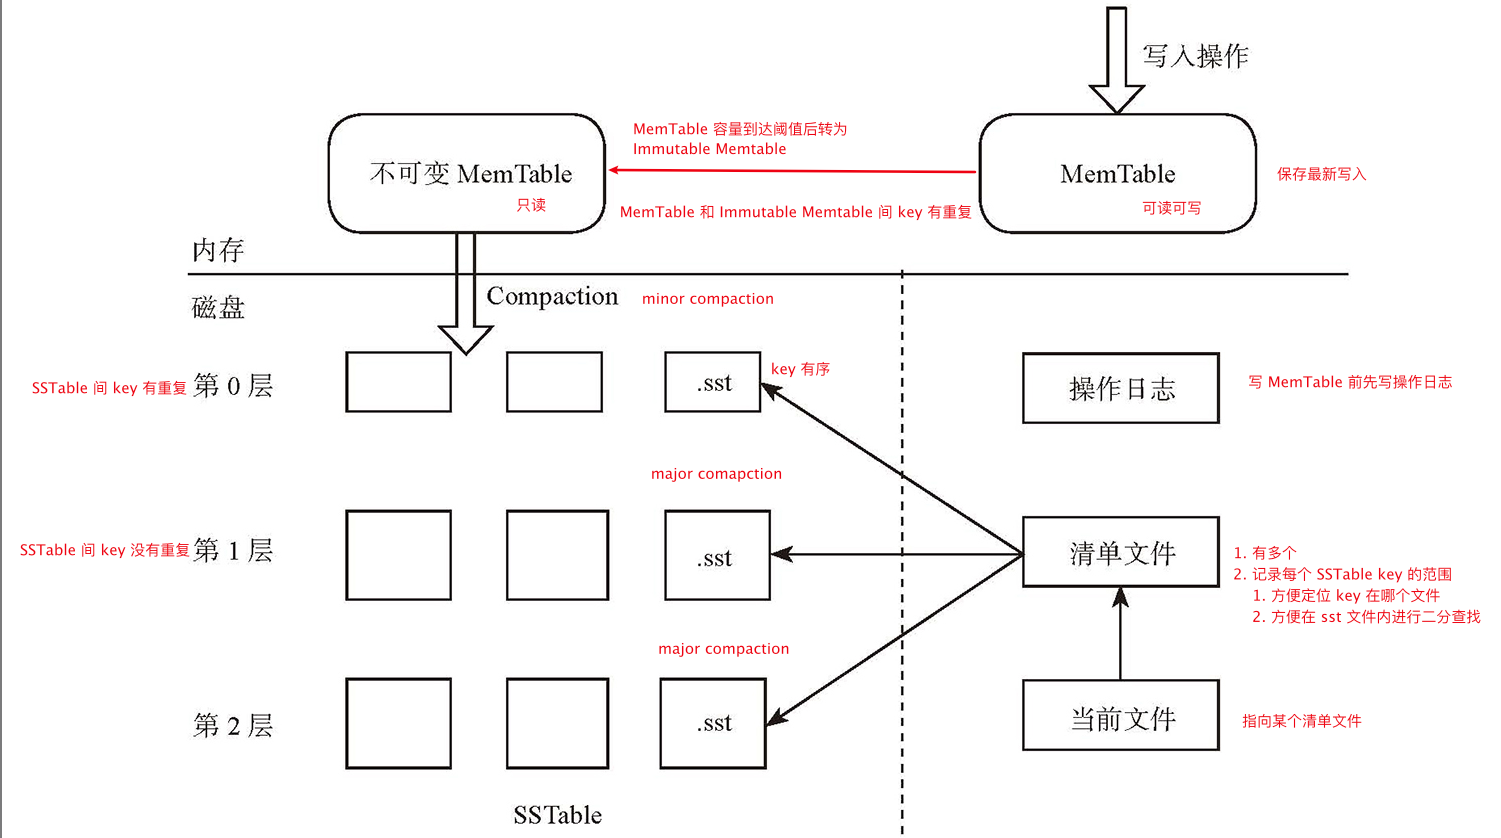 写入操作
MemTable 容量到达阈值后转为
Immutable Memtable
不可变 MemTable
只读
MemTable
可读可写
保存最新写入
MemTable 和 Immutable Memtable 间 key 有重复
内存
磁盘
Compaction
minor compaction
SSTable 间 key 有重复
第 0 层
.sst
key 有序
操作日志
写 MemTable 前先写操作日志
major comapction
SSTable 间 key 没有重复
第 1 层
.sst
清单文件
1. 有多个
2. 记录每个 SSTable key 的范围
1. 方便定位 key 在哪个文件
2. 方便在 sst 文件内进行二分查找
major compaction
第 2 层
.sst
当前文件
指向某个清单文件
SSTable